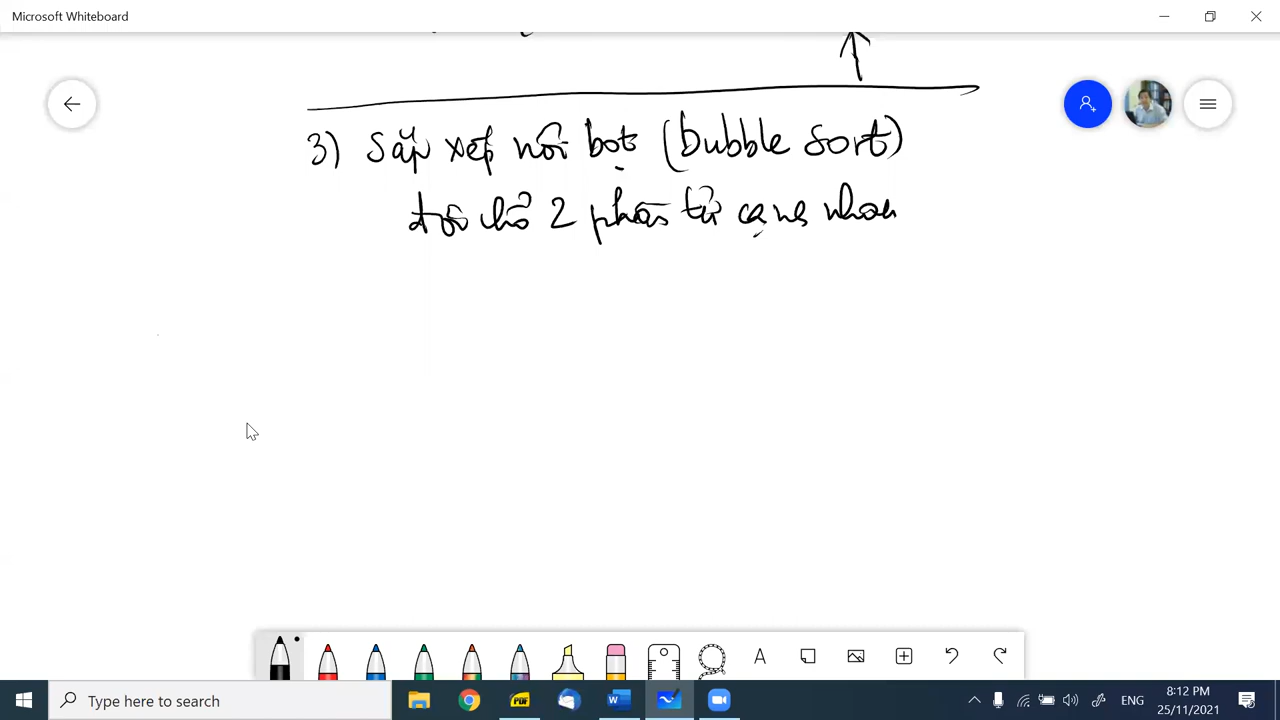 Microsoft Whiteboard
3) Sắp xếp nổi bọt (bubble sort)
đổi chỗ 2 phần tử cạnh nhau
Type here to search
ENG
8:12 PM
25/11/2021